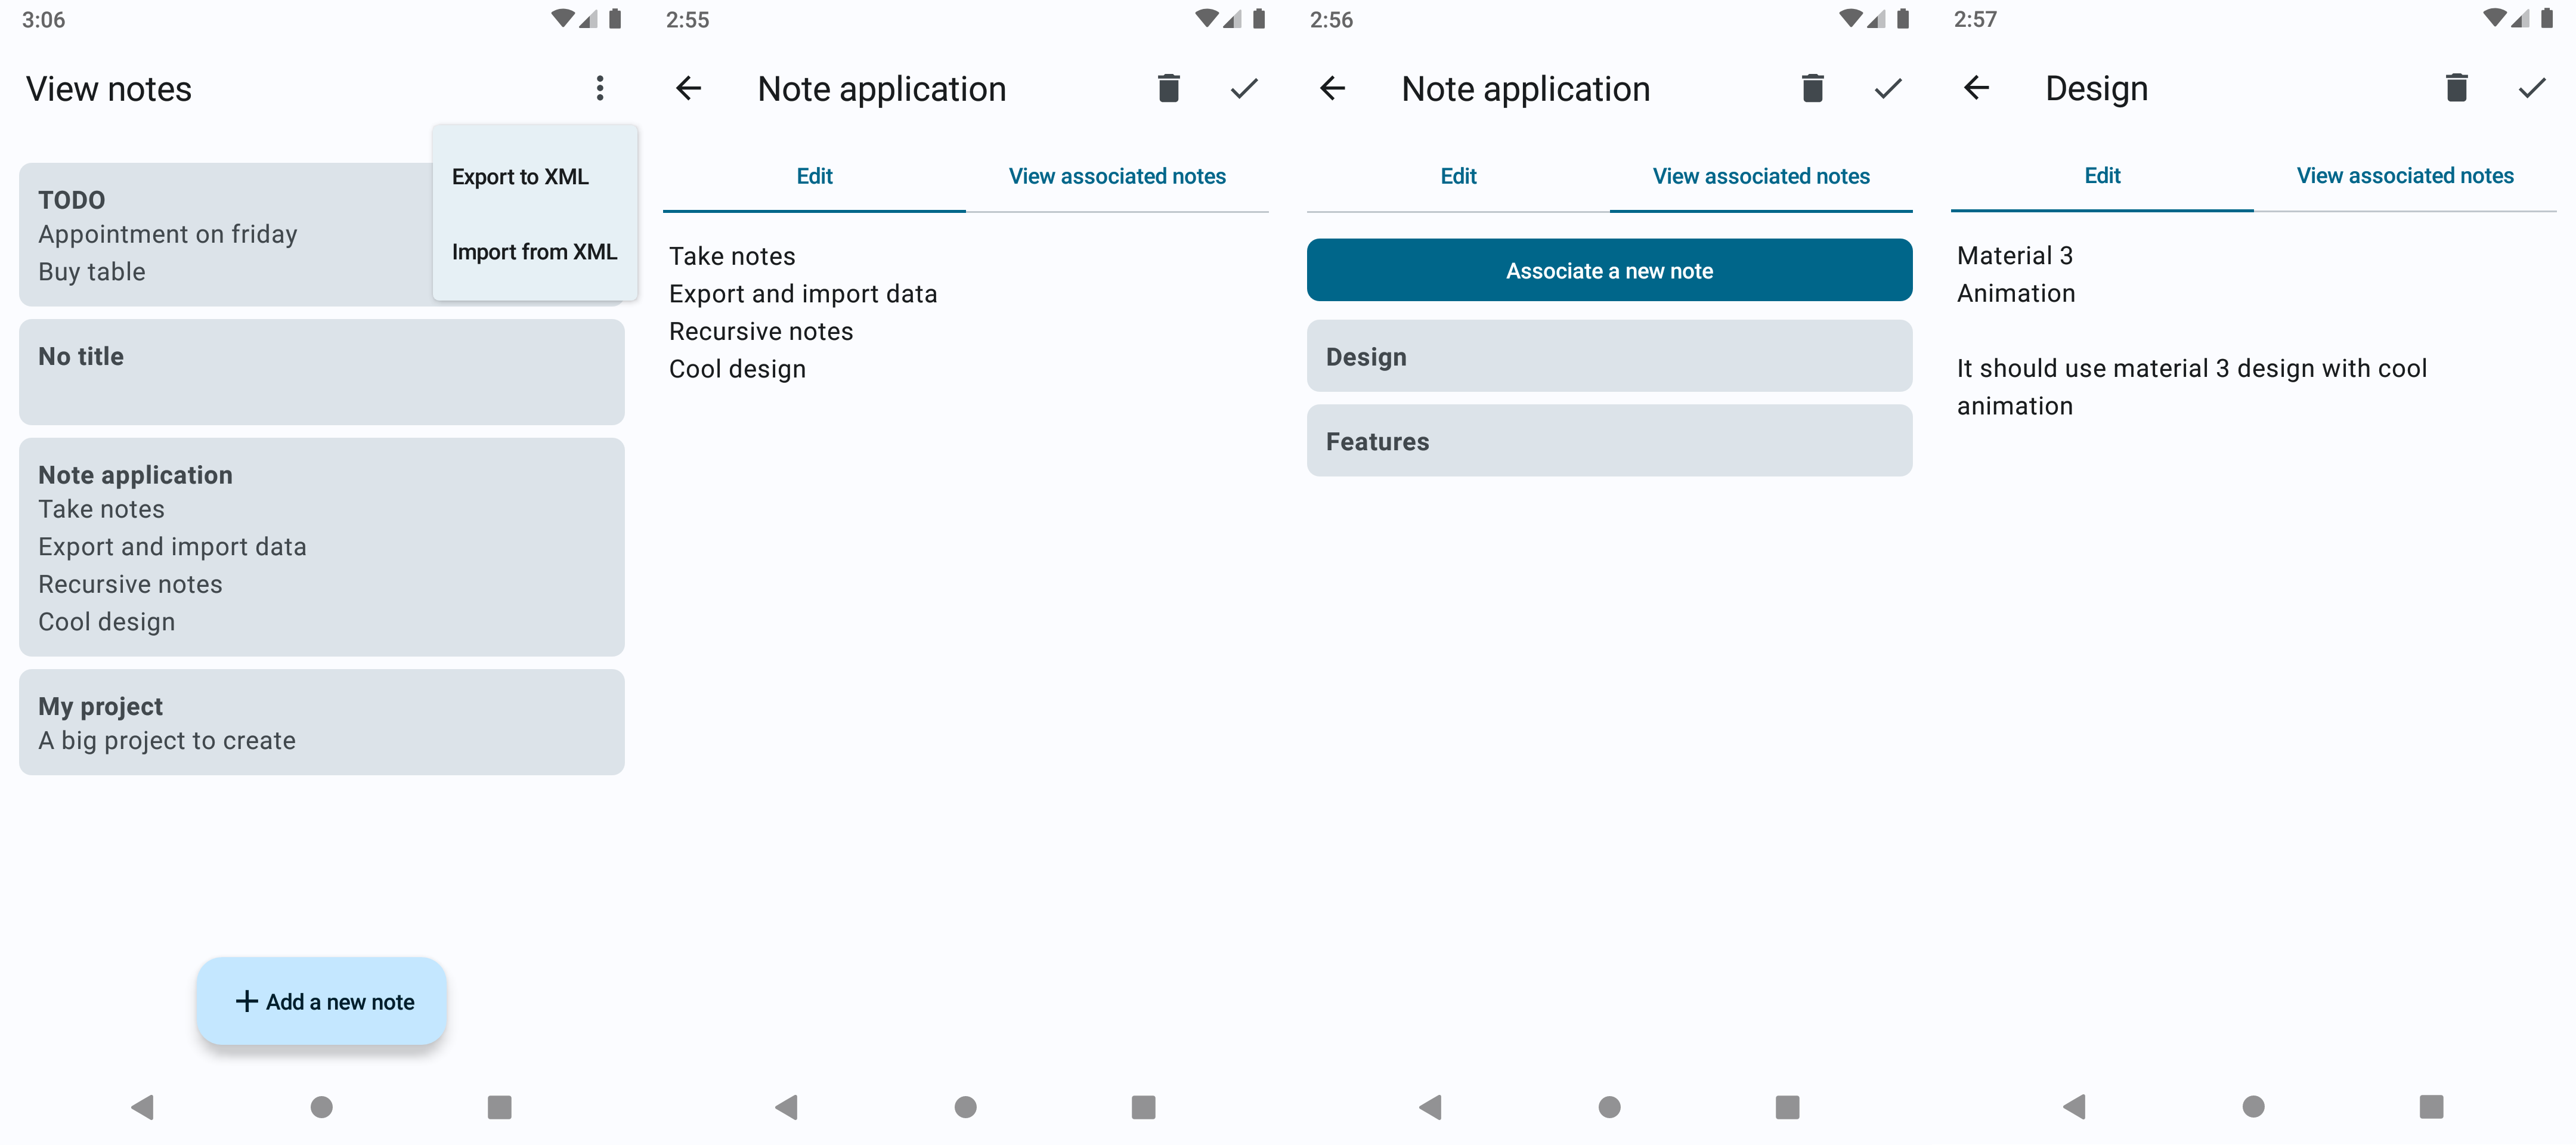 3:06
View notes
Export to XML
Import from XML
TODO
Appointment on friday
Buy table
No title
Note application
Take notes
Export and import data
Recursive notes
Cool design
My project
A big project to create
Add a new note
2:55
Note application
Edit
View associated notes
Take notes
Export and import data
Recursive notes
Cool design
2:56
Note application
Edit
View associated notes
Associate a new note
Design
Features
2:57
Design
Edit
View associated notes
Material 3
Animation
It should use material 3 design with cool
animation